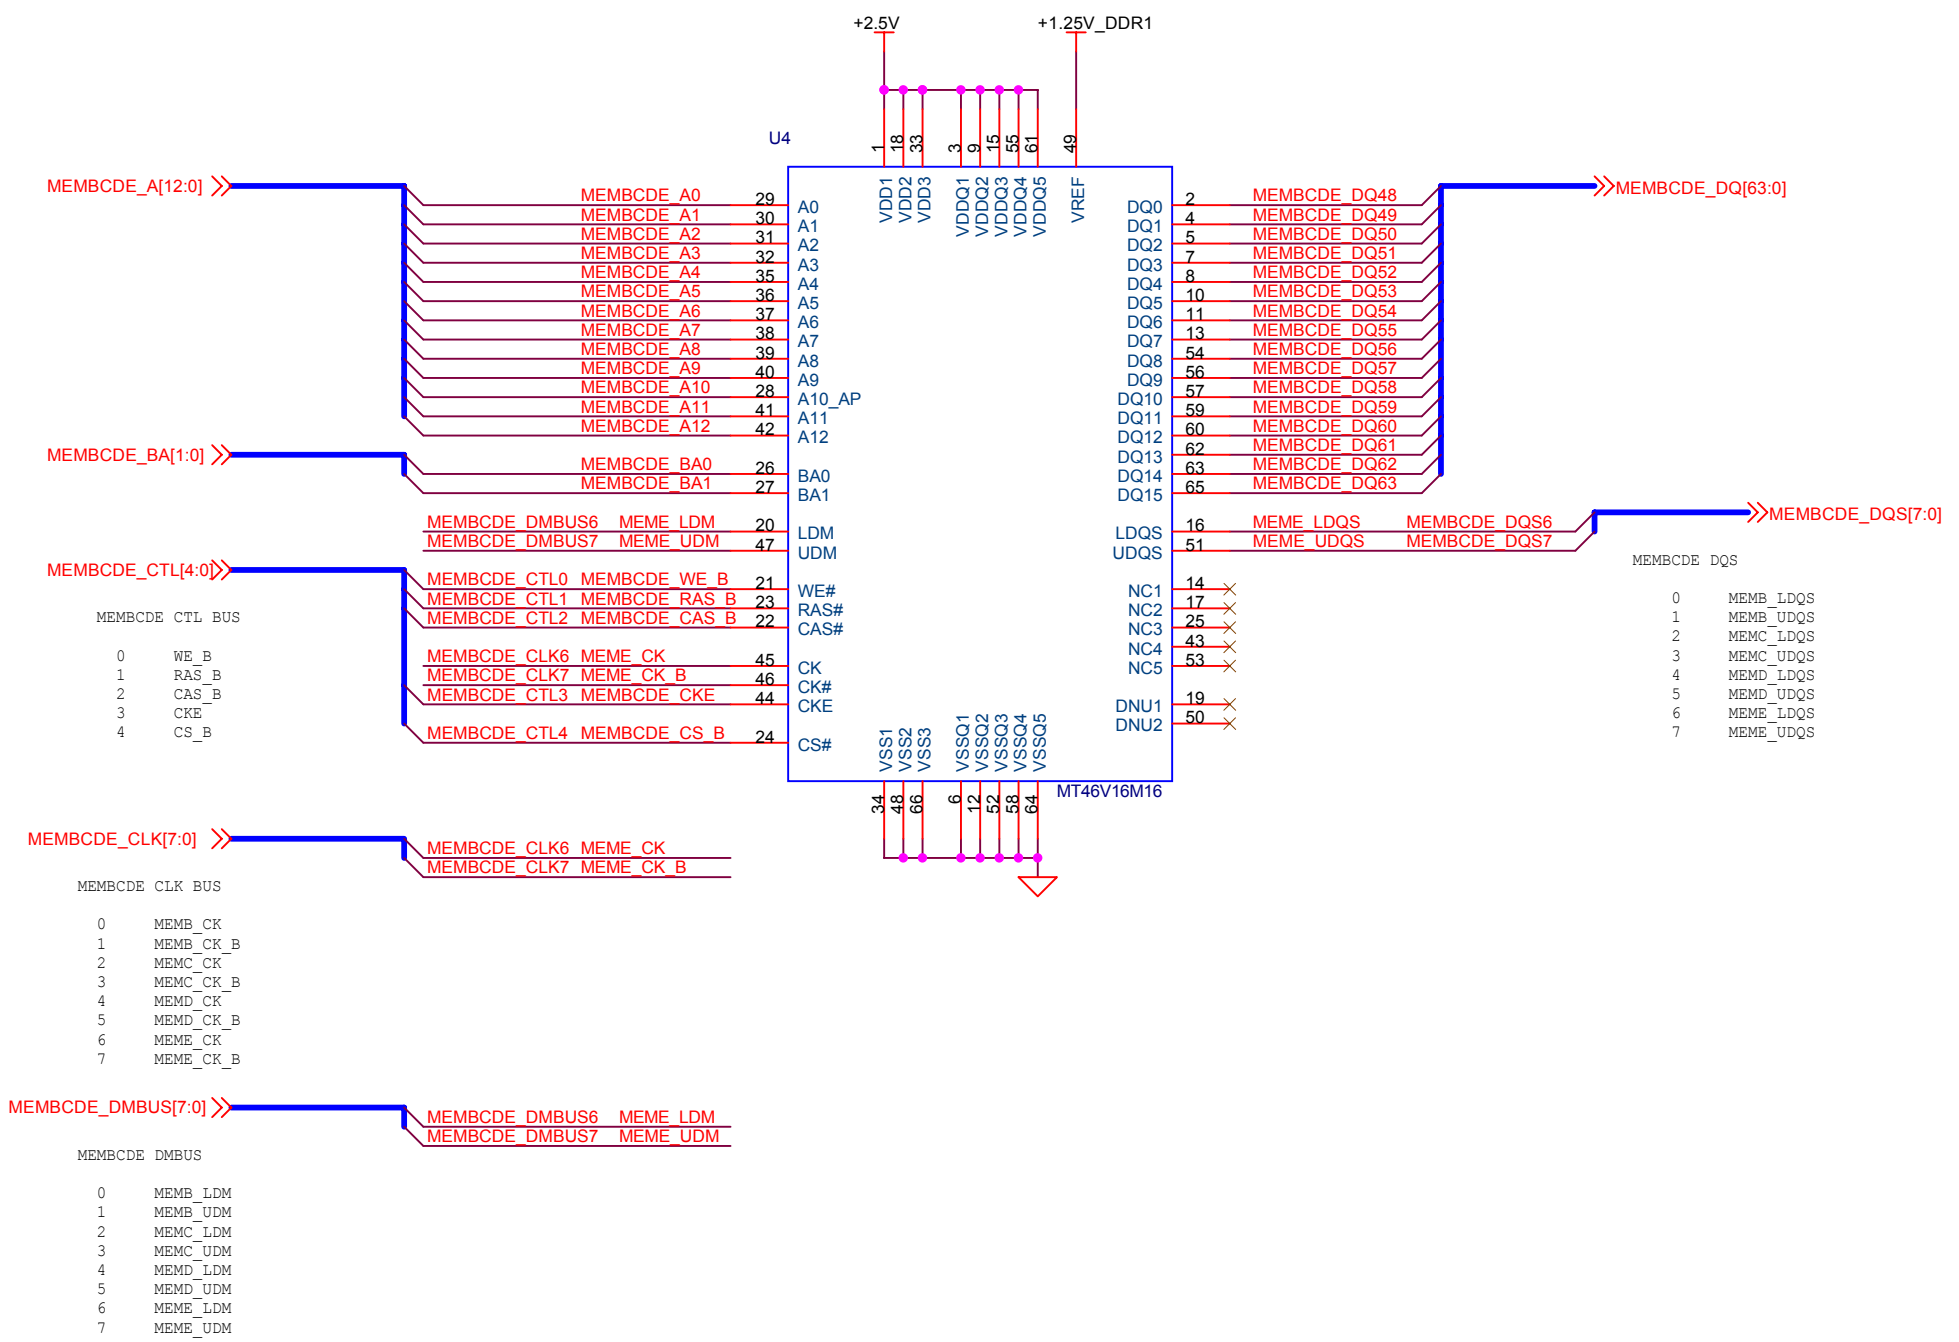 +2.5V
+1.25V_DDR1
U4
1 18 33 3 9 15 55 61 49
VDD1 VDD2 VDD3 VDDQ1 VDDQ2 VDDQ3 VDDQ4 VDDQ5 VREF
MEMBCDE_A[12:0]
MEMBCDE_A0 29 A0
MEMBCDE_A1 30 A1
MEMBCDE_A2 31 A2
MEMBCDE_A3 32 A3
MEMBCDE_A4 35 A4
MEMBCDE_A5 36 A5
MEMBCDE_A6 37 A6
MEMBCDE_A7 38 A7
MEMBCDE_A8 39 A8
MEMBCDE_A9 40 A9
MEMBCDE_A10 28 A10_AP
MEMBCDE_A11 41 A11
MEMBCDE_A12 42 A12
MEMBCDE_BA[1:0]
MEMBCDE_BA0 26 BA0
MEMBCDE_BA1 27 BA1
MEMBCDE_DMBUS6 MEME_LDM 20 LDM
MEMBCDE_DMBUS7 MEME_UDM 47 UDM
MEMBCDE_CTL[4:0]
MEMBCDE_CTL0 MEMBCDE_WE_B 21 WE#
MEMBCDE_CTL1 MEMBCDE_RAS_B 23 RAS#
MEMBCDE_CTL2 MEMBCDE_CAS_B 22 CAS#
MEMBCDE_CLK6 MEME_CK 45 CK
MEMBCDE_CLK7 MEME_CK_B 46 CK#
MEMBCDE_CTL3 MEMBCDE_CKE 44 CKE
MEMBCDE_CTL4 MEMBCDE_CS_B 24 CS#
MEMBCDE CTL BUS
0 WE_B
1 RAS_B
2 CAS_B
3 CKE
4 CS_B
MEMBCDE_DQ[63:0]
DQ0 2 MEMBCDE_DQ48
DQ1 4 MEMBCDE_DQ49
DQ2 5 MEMBCDE_DQ50
DQ3 7 MEMBCDE_DQ51
DQ4 8 MEMBCDE_DQ52
DQ5 10 MEMBCDE_DQ53
DQ6 11 MEMBCDE_DQ54
DQ7 13 MEMBCDE_DQ55
DQ8 54 MEMBCDE_DQ56
DQ9 56 MEMBCDE_DQ57
DQ10 57 MEMBCDE_DQ58
DQ11 59 MEMBCDE_DQ59
DQ12 60 MEMBCDE_DQ60
DQ13 62 MEMBCDE_DQ61
DQ14 63 MEMBCDE_DQ62
DQ15 65 MEMBCDE_DQ63
MEMBCDE_DQS[7:0]
LDQS 16 MEME_LDQS MEMBCDE_DQS6
UDQS 51 MEME_UDQS MEMBCDE_DQS7
NC1 14
NC2 17
NC3 25
NC4 43
NC5 53
DNU1 19
DNU2 50
MEMBCDE DQS
0 MEMB_LDQS
1 MEMB_UDQS
2 MEMC_LDQS
3 MEMC_UDQS
4 MEMD_LDQS
5 MEMD_UDQS
6 MEME_LDQS
7 MEME_UDQS
VSS1 VSS2 VSS3 VSSQ1 VSSQ2 VSSQ3 VSSQ4 VSSQ5
34 48 66 6 12 52 58 64
MT46V16M16
MEMBCDE_CLK[7:0]
MEMBCDE_CLK6 MEME_CK
MEMBCDE_CLK7 MEME_CK_B
MEMBCDE CLK BUS
0 MEMB_CK
1 MEMB_CK_B
2 MEMC_CK
3 MEMC_CK_B
4 MEMD_CK
5 MEMD_CK_B
6 MEME_CK
7 MEME_CK_B
MEMBCDE_DMBUS[7:0]
MEMBCDE_DMBUS6 MEME_LDM
MEMBCDE_DMBUS7 MEME_UDM
MEMBCDE DMBUS
0 MEMB_LDM
1 MEMB_UDM
2 MEMC_LDM
3 MEMC_UDM
4 MEMD_LDM
5 MEMD_UDM
6 MEME_LDM
7 MEME_UDM